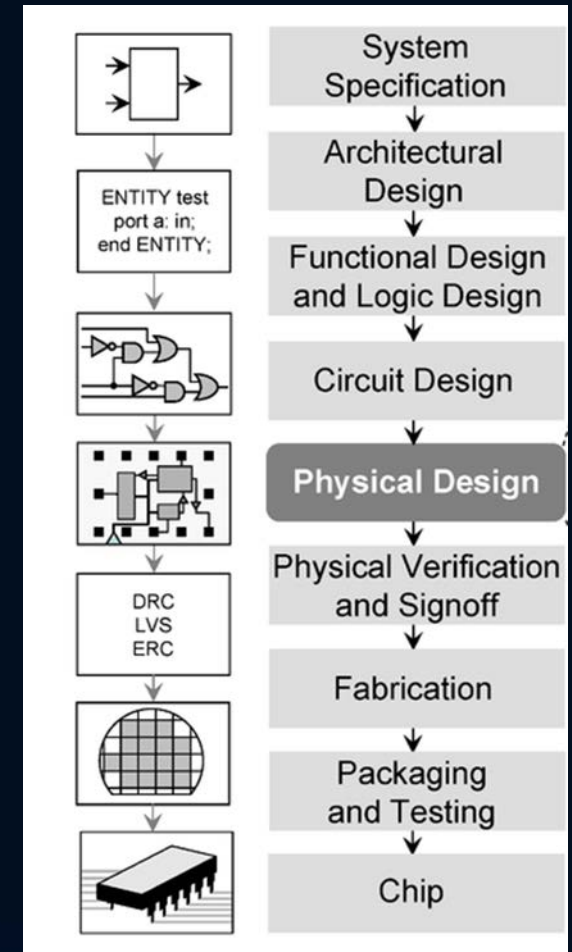 System
Specification
Architectural
Design
ENTITY test
port a: in;
end ENTITY;
Functional Design
and Logic Design
Circuit Design
Physical Design
Physical Verification
and Signoff
DRC
LVS
ERC
Fabrication
Packaging
and Testing
Chip